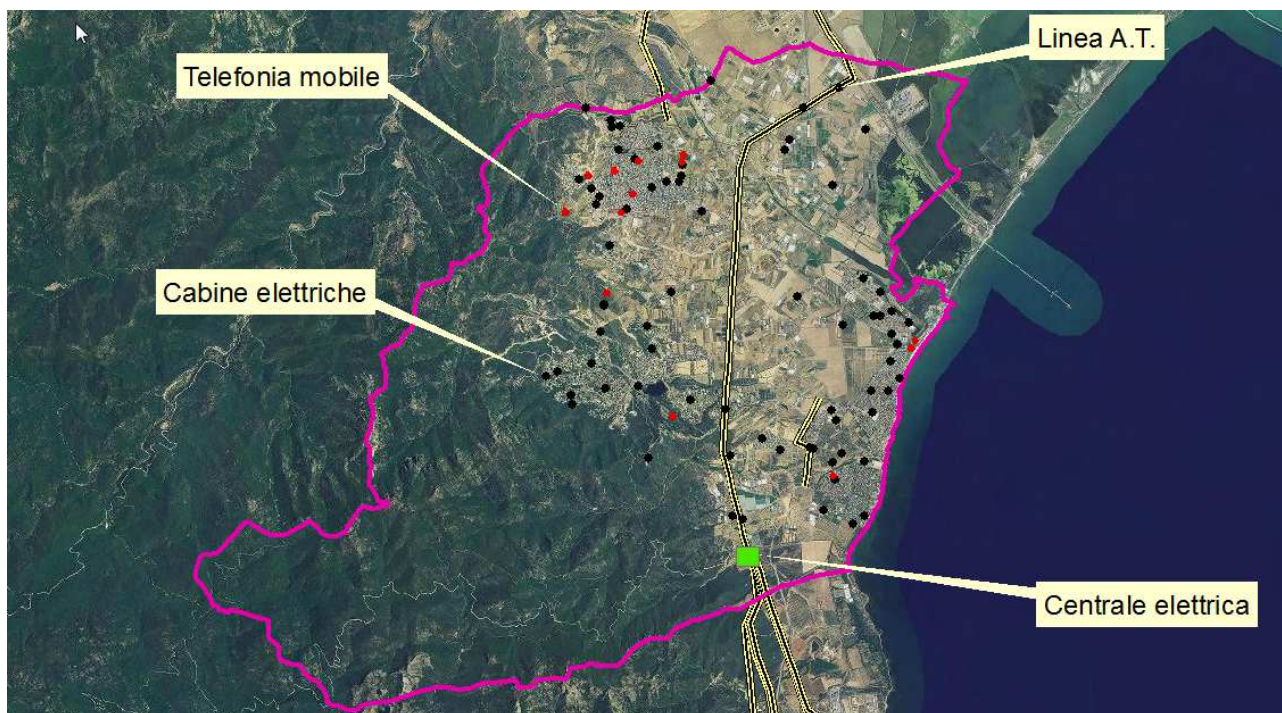 Linea A.T.
Telefonia mobile
Cabine elettriche
Centrale elettrica